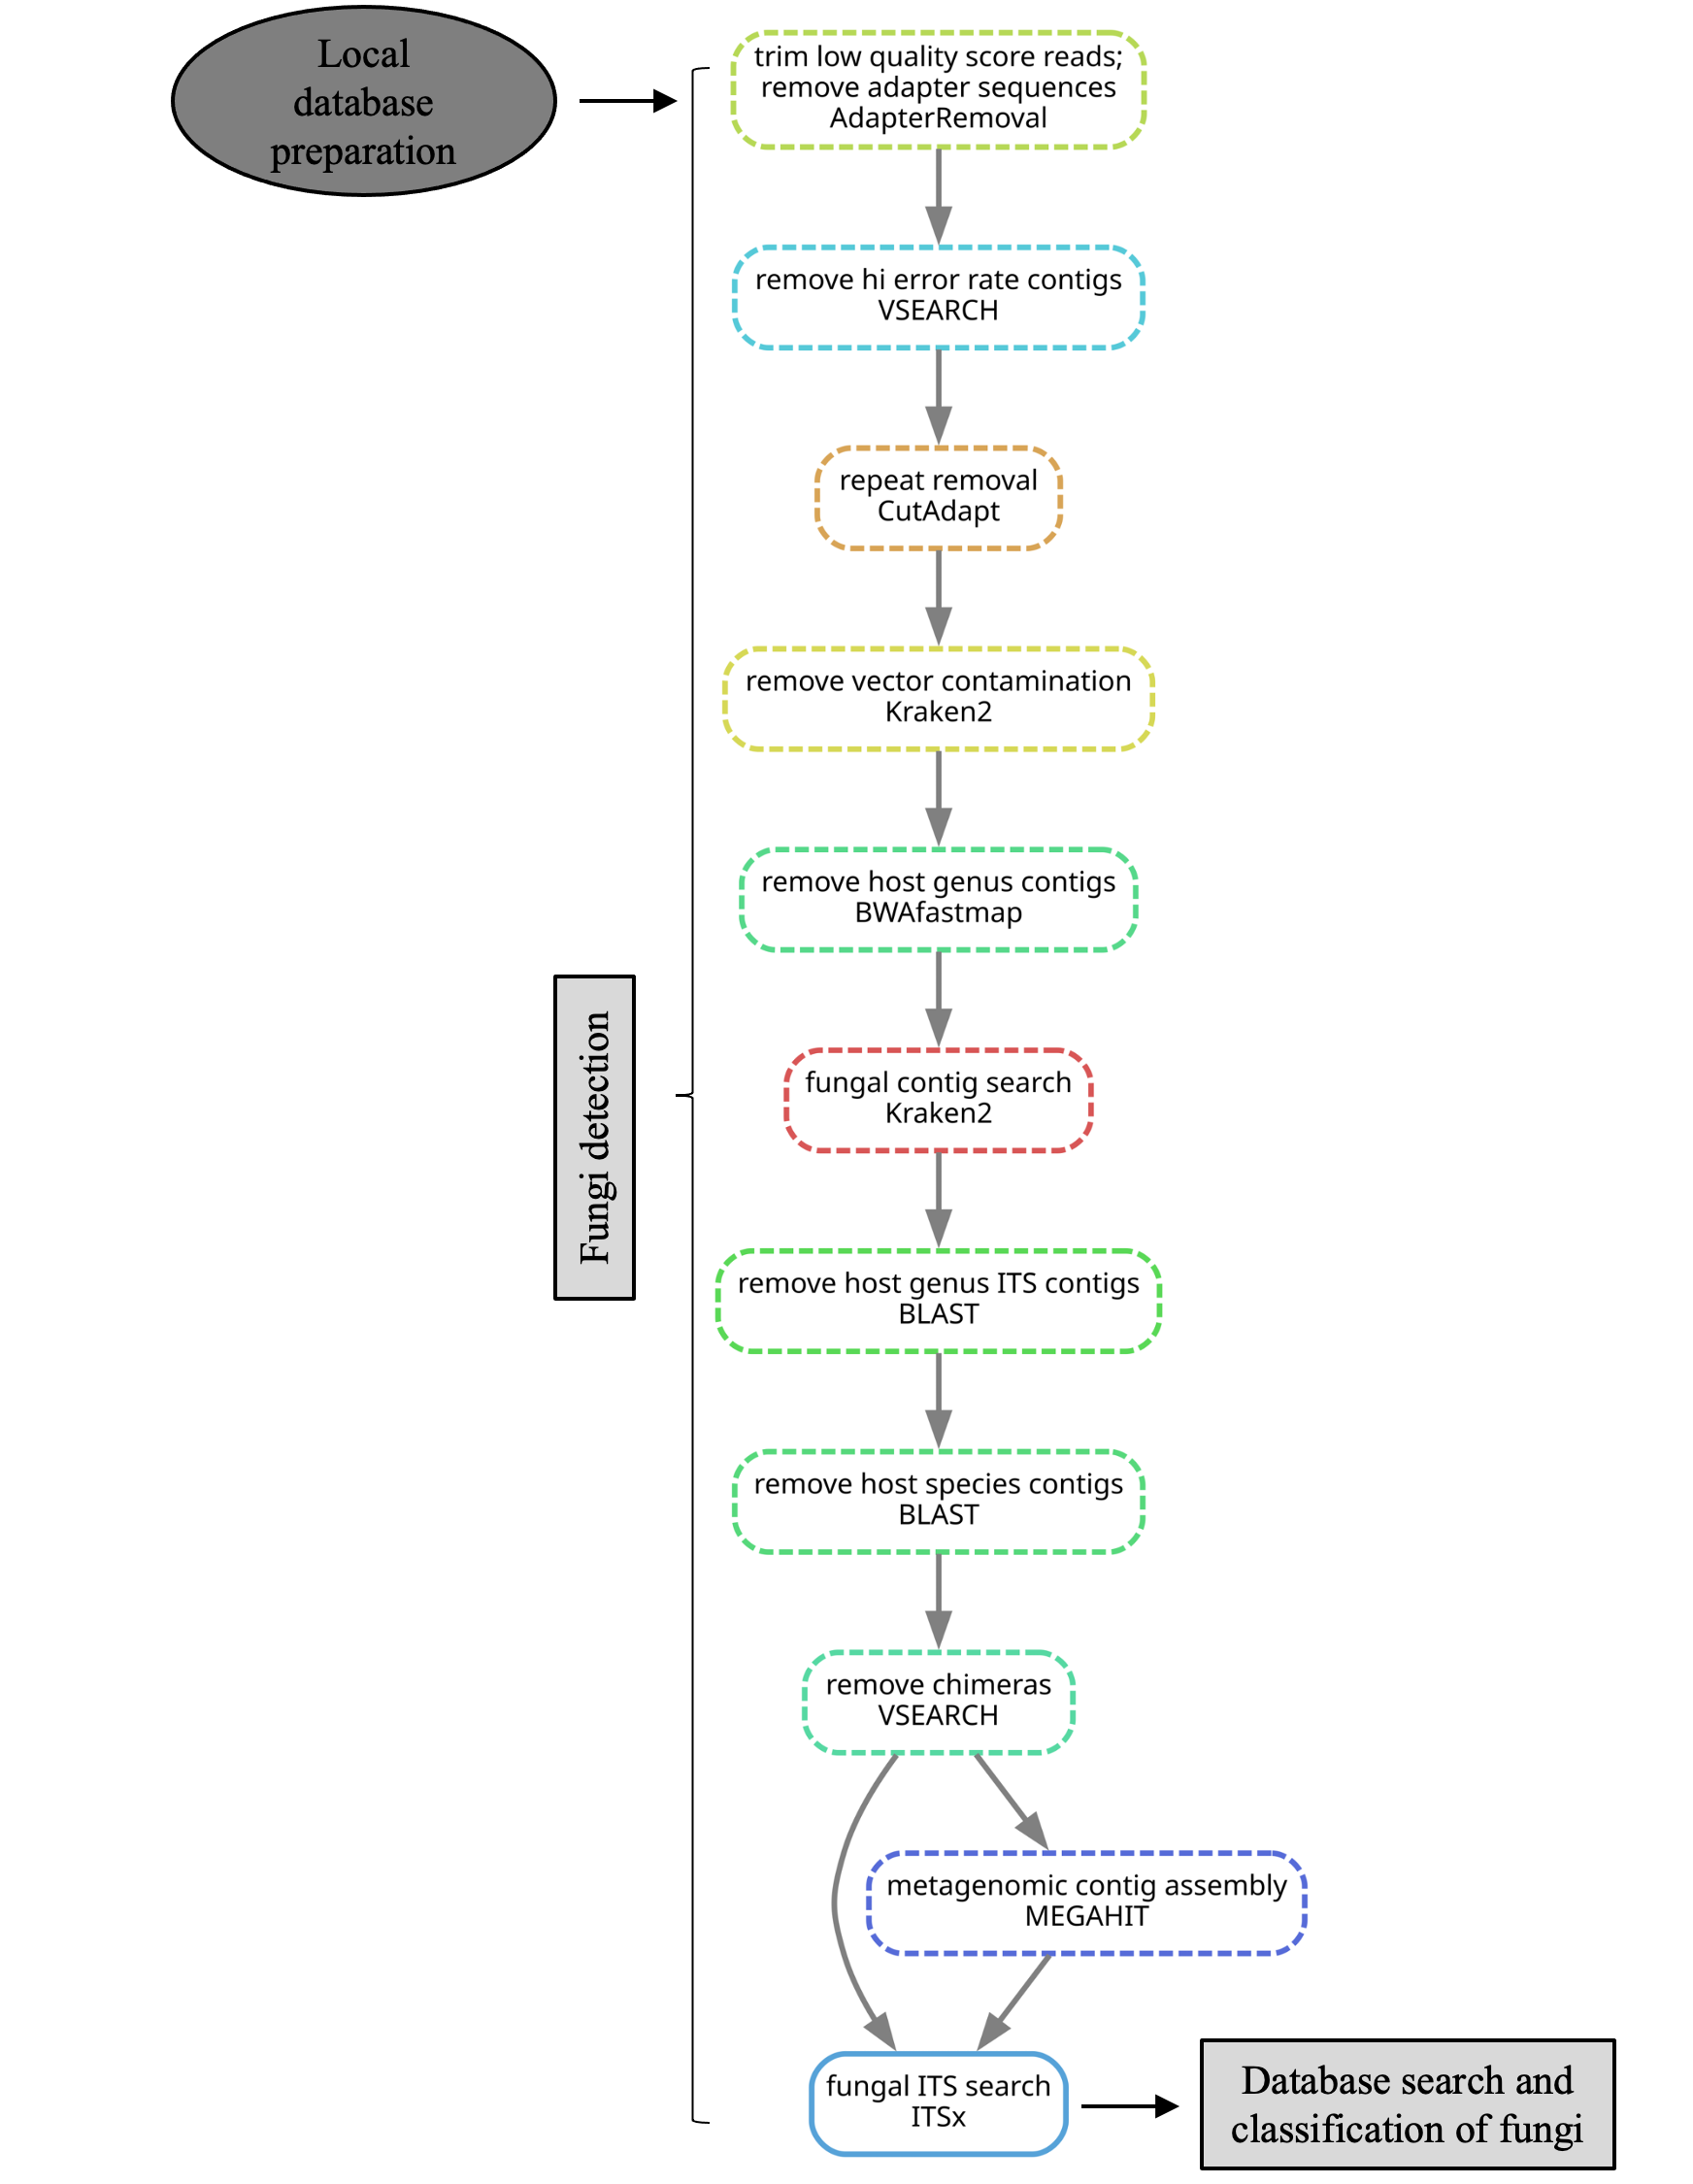 Local
database
preparation
trim low quality score reads;
remove adapter sequences
AdapterRemoval
remove hi error rate contigs
VSEARCH
repeat removal
CutAdapt
remove vector contamination
Kraken2
remove host genus contigs
BWAfastmap
Fungi detection
fungal contig search
Kraken2
remove host genus ITS contigs
BLAST
remove host species contigs
BLAST
remove chimeras
VSEARCH
metagenomic contig assembly
MEGAHIT
fungal ITS search
ITSx
Database search and
classification of fungi